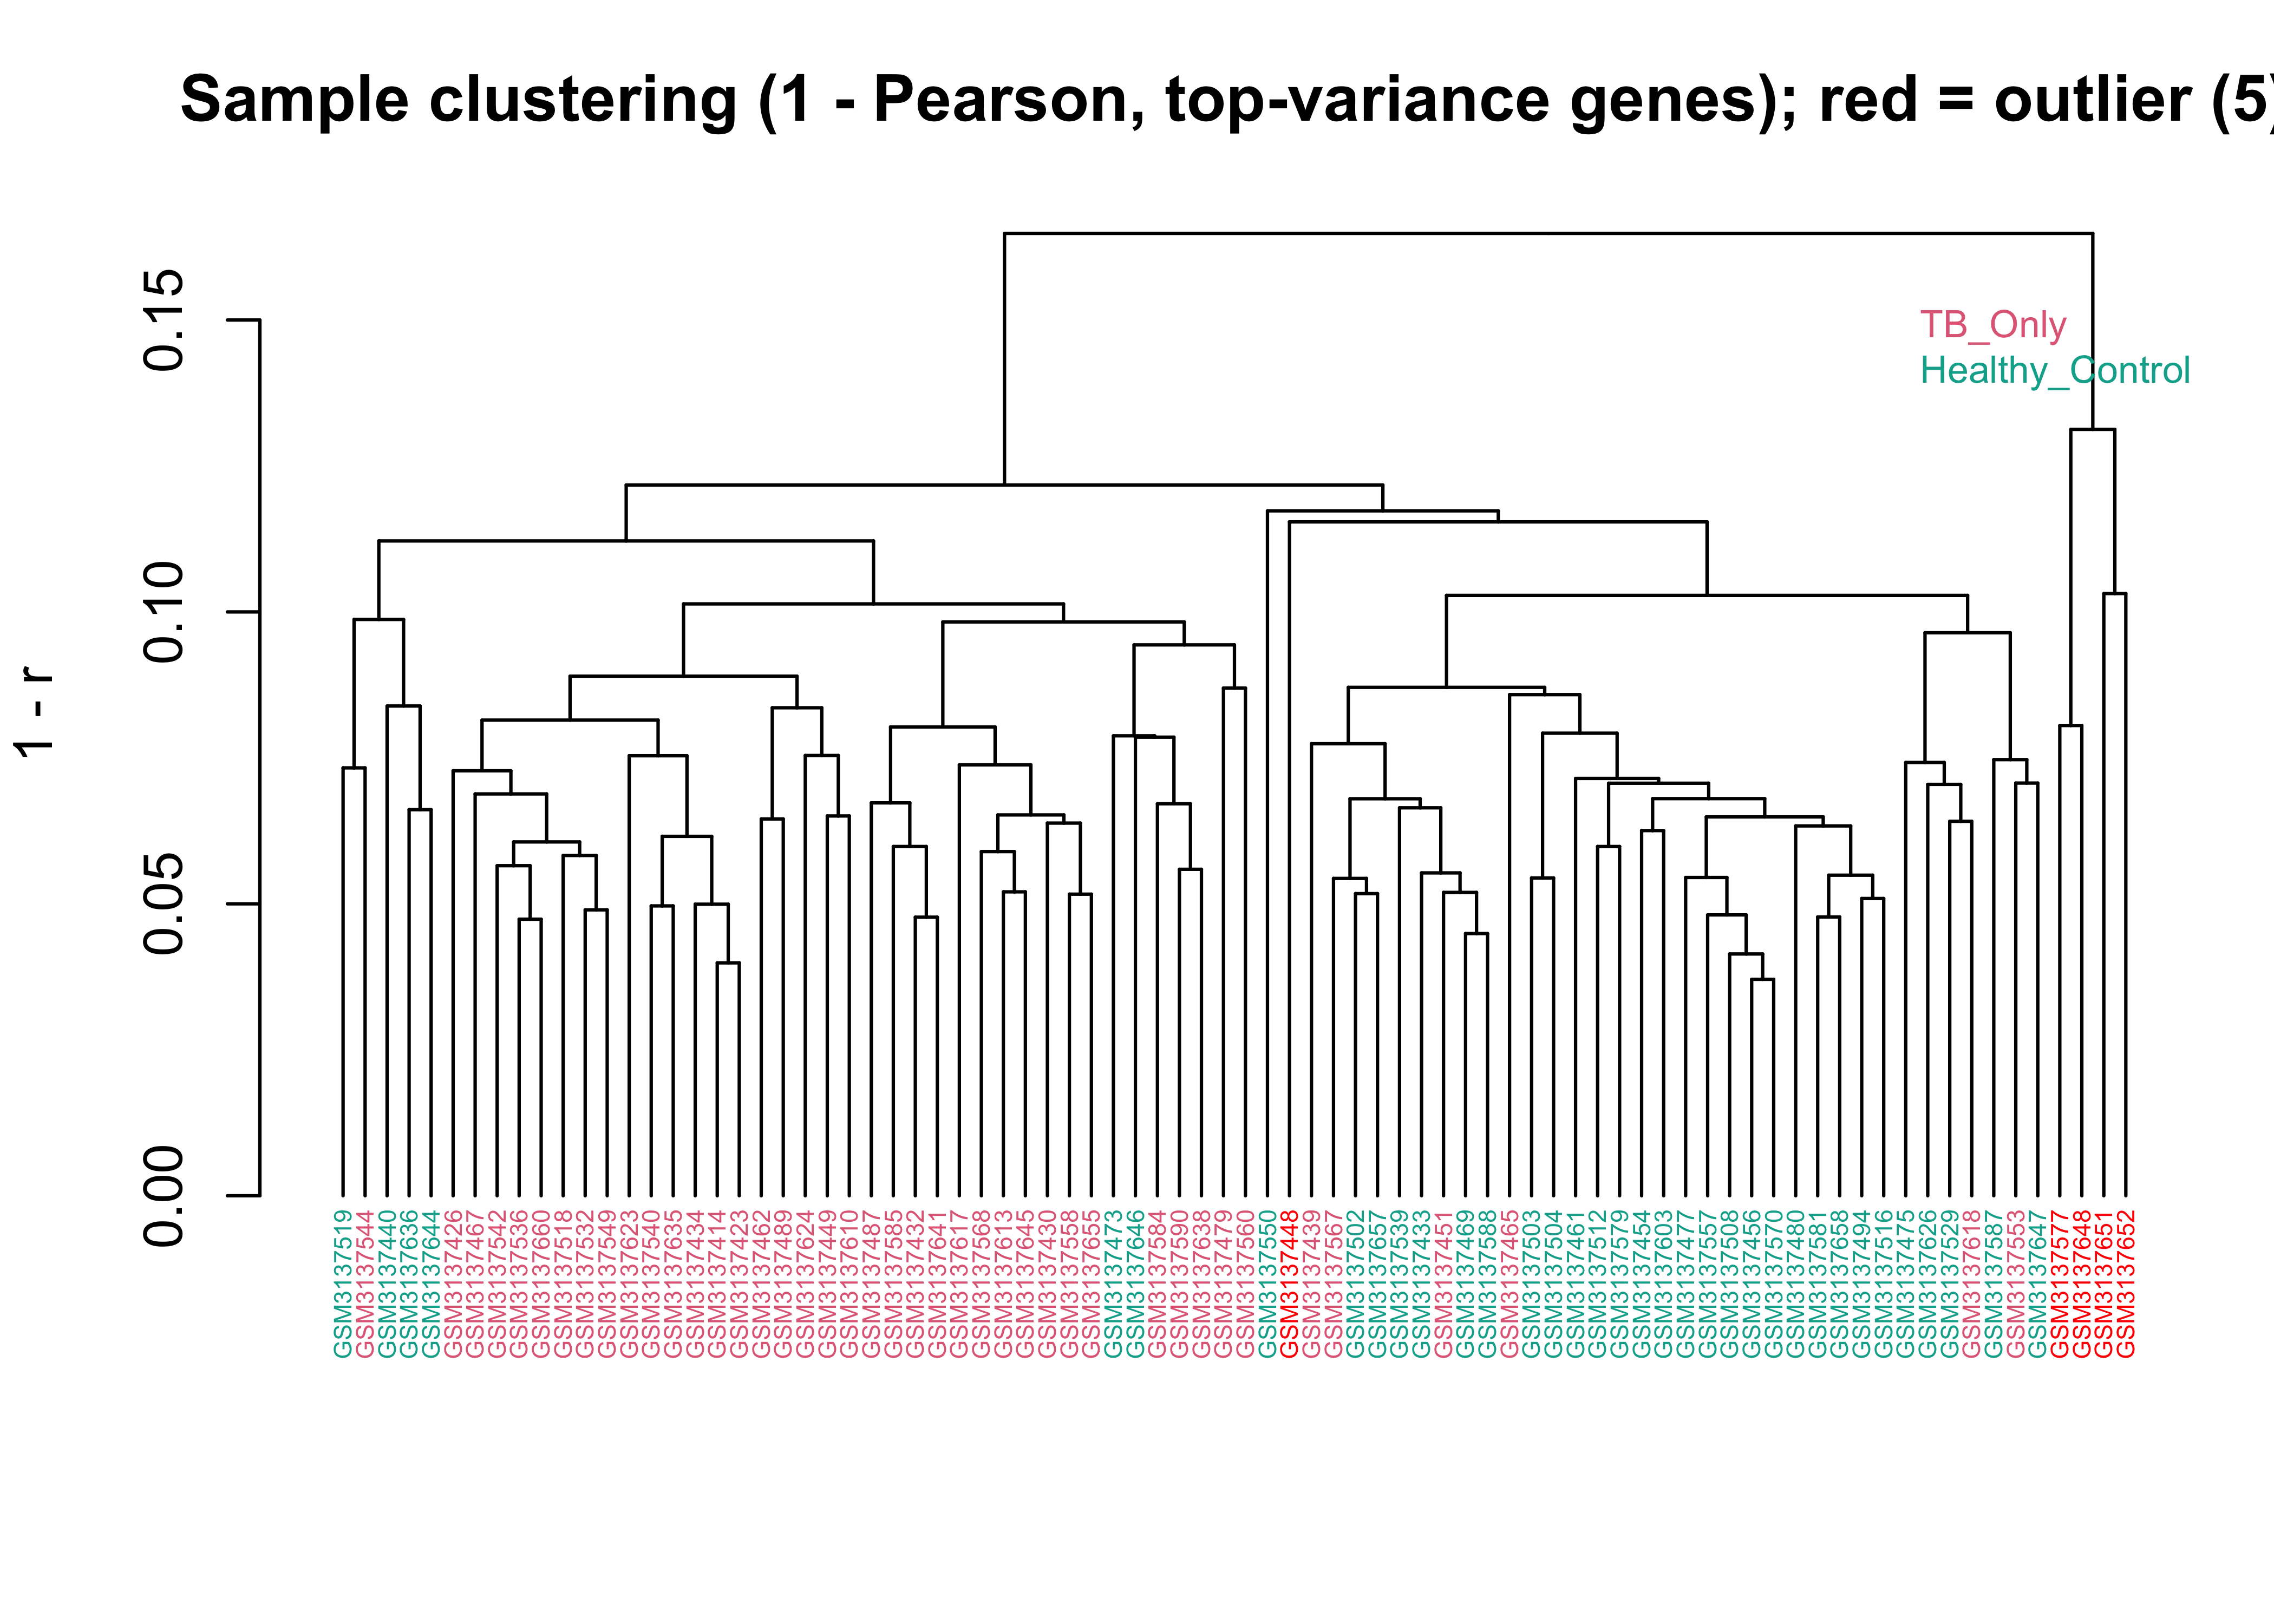 Sample clustering (1 - Pearson, top-variance genes); red = outlier (5)
0.15
TB_Only
Healthy_Control
0.10
1 - r
0.05
0.00
GSM3137519
GSM3137544
GSM3137440
GSM3137636
GSM3137644
GSM3137426
GSM3137467
GSM3137542
GSM3137536
GSM3137660
GSM3137518
GSM3137532
GSM3137549
GSM3137623
GSM3137540
GSM3137635
GSM3137434
GSM3137414
GSM3137423
GSM3137462
GSM3137489
GSM3137624
GSM3137449
GSM3137610
GSM3137487
GSM3137585
GSM3137432
GSM3137641
GSM3137617
GSM3137568
GSM3137613
GSM3137645
GSM3137430
GSM3137558
GSM3137655
GSM3137473
GSM3137646
GSM3137584
GSM3137590
GSM3137638
GSM3137479
GSM3137560
GSM3137550
GSM3137448
GSM3137439
GSM3137567
GSM3137502
GSM3137657
GSM3137539
GSM3137433
GSM3137451
GSM3137469
GSM3137588
GSM3137465
GSM3137503
GSM3137504
GSM3137461
GSM3137512
GSM3137579
GSM3137454
GSM3137603
GSM3137477
GSM3137557
GSM3137508
GSM3137456
GSM3137570
GSM3137480
GSM3137581
GSM3137658
GSM3137494
GSM3137516
GSM3137475
GSM3137626
GSM3137529
GSM3137618
GSM3137587
GSM3137553
GSM3137647
GSM3137577
GSM3137648
GSM3137651
GSM3137652